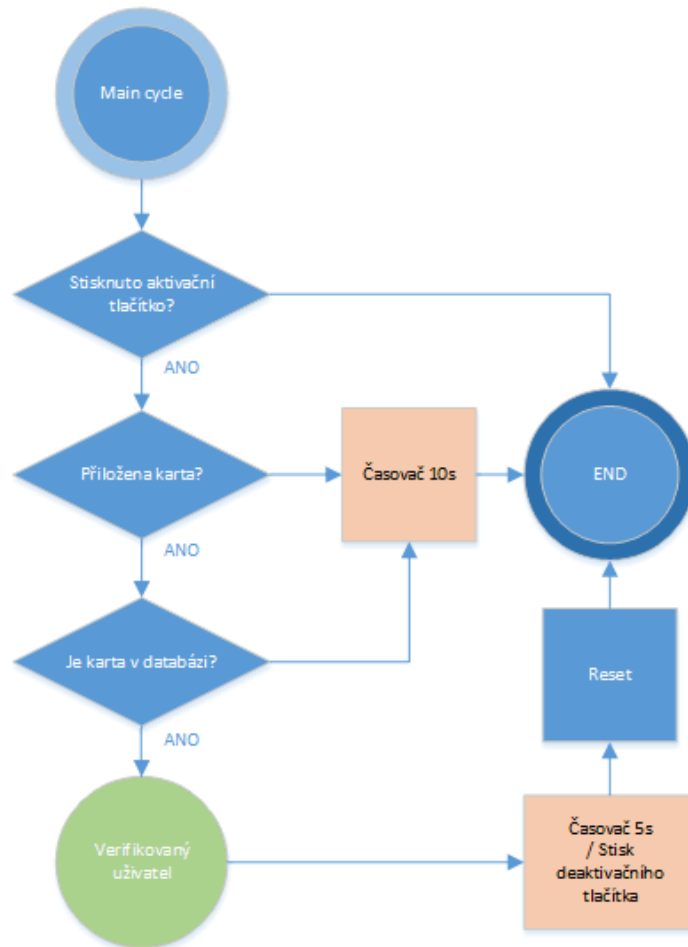 Main cycle
Stisknuto aktivační
tlačítko?
ANO
Přiložena karta?
Časovač 10s
END
ANO
Je karta v databázi?
Reset
ANO
Verifikovaný
uživatel
Časovač 5s
/ Stisk
deaktivačního
tlačítka